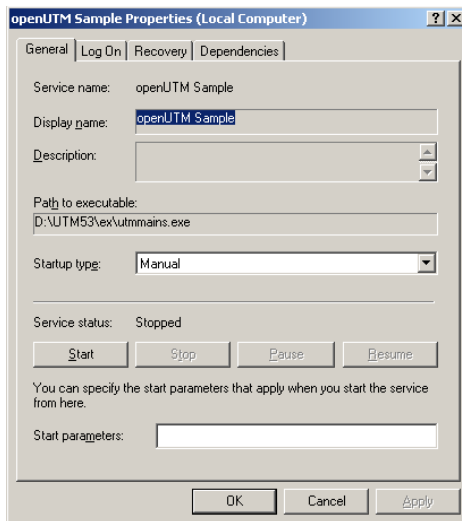 openUTM Sample Properties (Local Computer)
General Log On Recovery Dependencies
Service name: openUTM Sample
Display name: openUTM Sample
Description:
Path to executable:
D:\UTM53\ex\utmmains.exe
Startup type: Manual
Service status: Stopped
Start Stop Pause Resume
You can specify the start parameters that apply when you start the service
from here.
Start parameters:
OK Cancel Apply